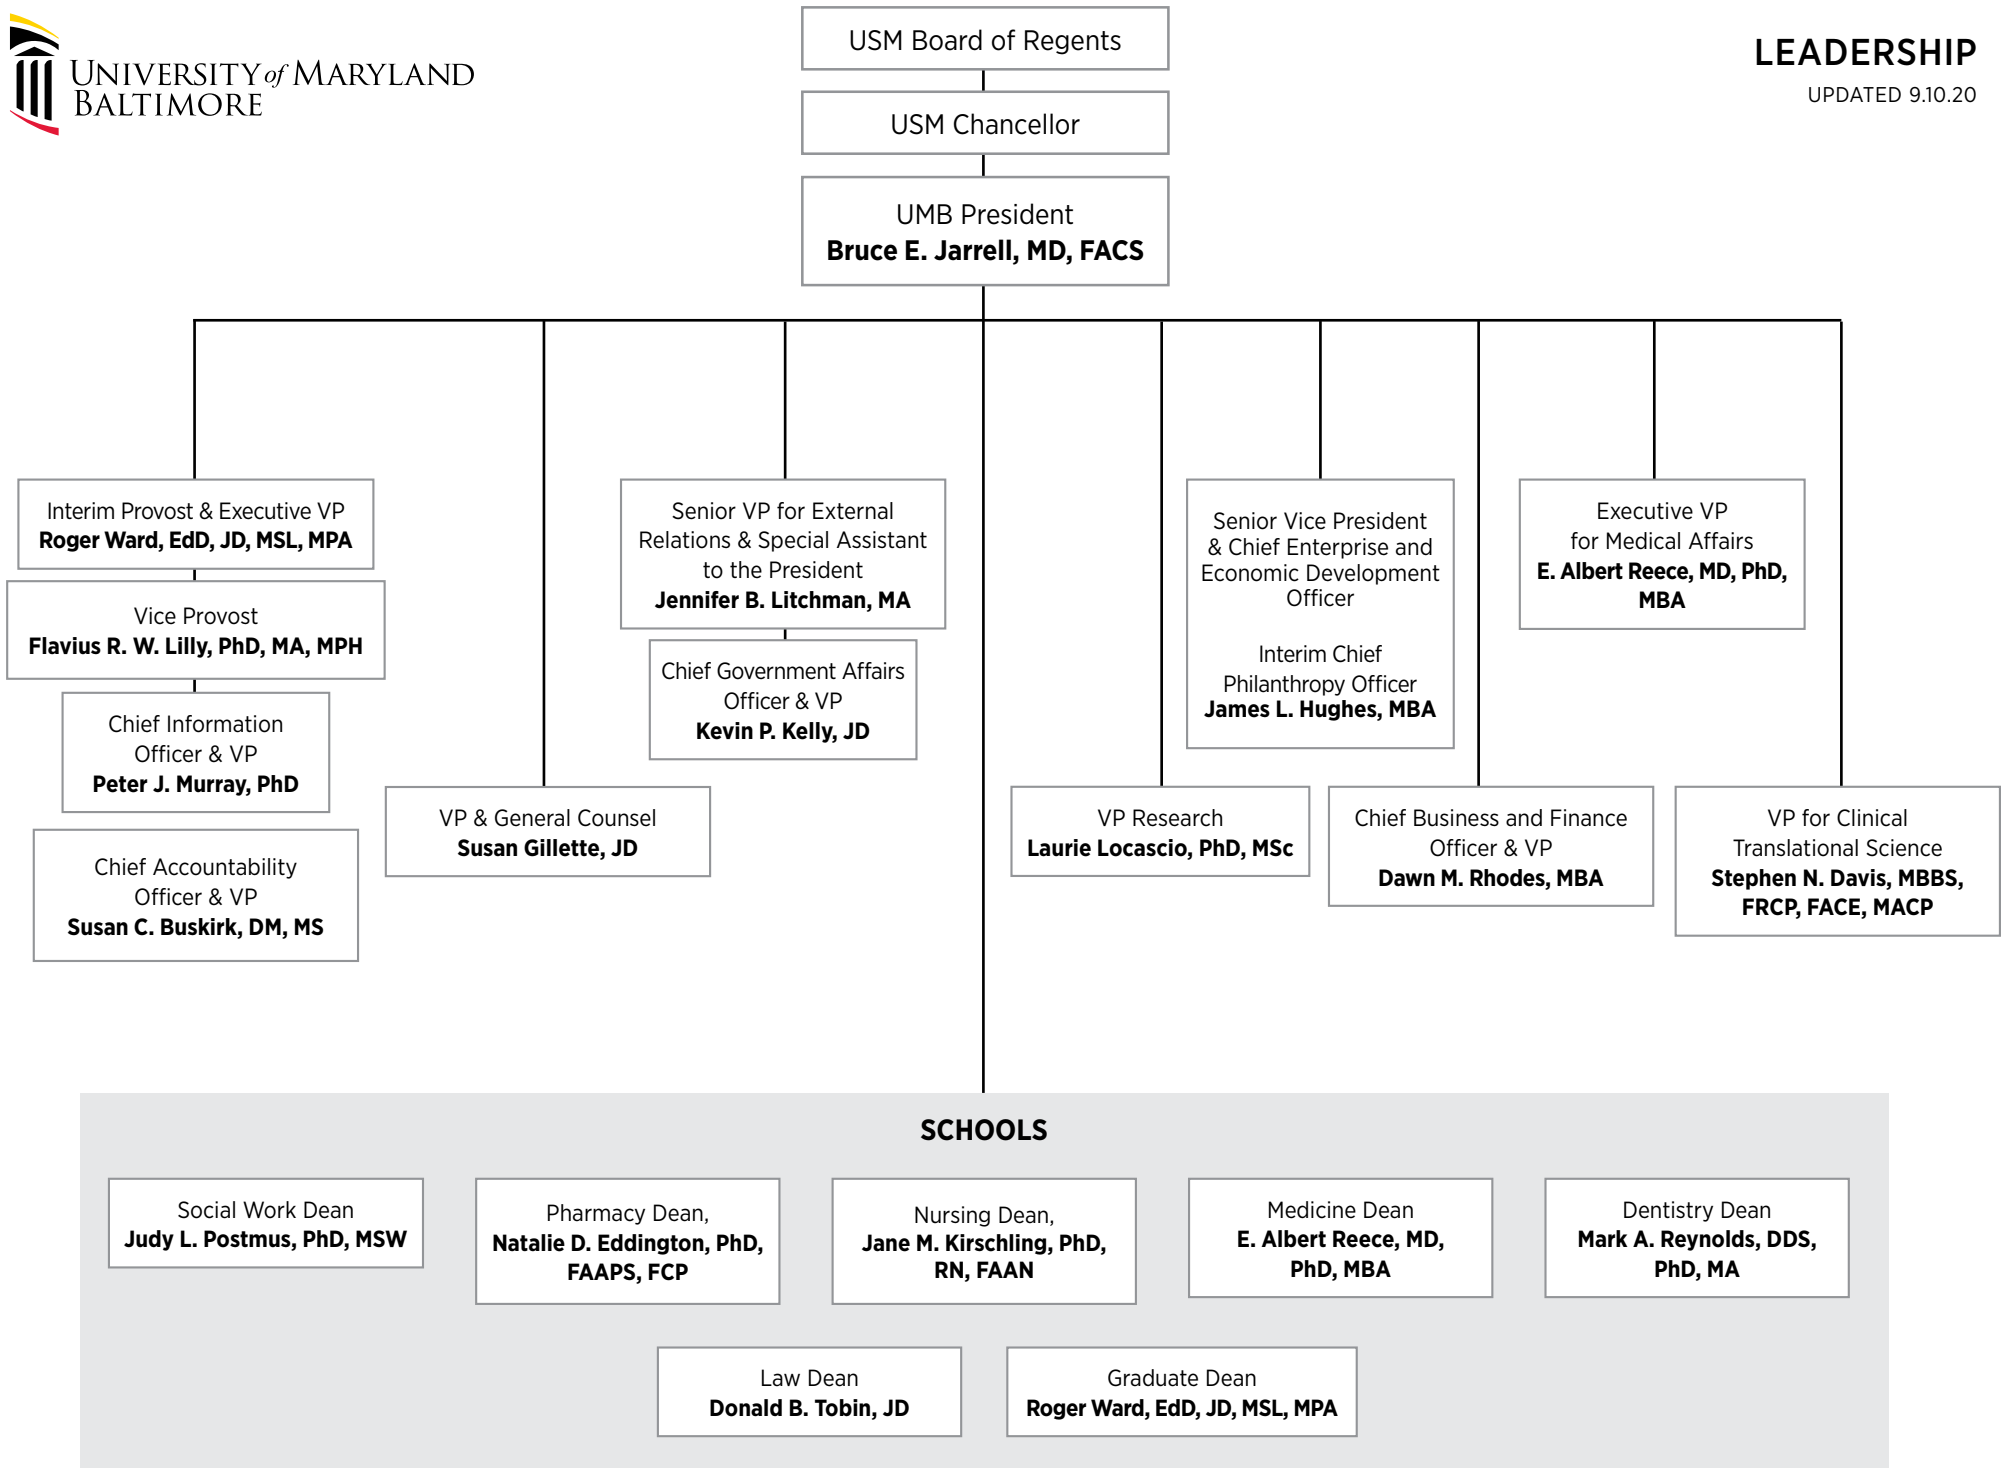 UNIVERSITY of MARYLAND
BALTIMORE
LEADERSHIP
UPDATED 9.10.20
USM Board of Regents
USM Chancellor
UMB President
Bruce E. Jarrell, MD, FACS
Interim Provost & Executive VP
Roger Ward, EdD, JD, MSL, MPA
Vice Provost
Flavius R. W. Lilly, PhD, MA, MPH
Chief Information
Officer & VP
Peter J. Murray, PhD
Chief Accountability
Officer & VP
Susan C. Buskirk, DM, MS
VP & General Counsel
Susan Gillette, JD
Senior VP for External
Relations & Special Assistant
to the President
Jennifer B. Litchman, MA
Chief Government Affairs
Officer & VP
Kevin P. Kelly, JD
VP Research
Laurie Locascio, PhD, MSc
Senior Vice President
& Chief Enterprise and
Economic Development
Officer
Interim Chief
Philanthropy Officer
James L. Hughes, MBA
Chief Business and Finance
Officer & VP
Dawn M. Rhodes, MBA
Executive VP
for Medical Affairs
E. Albert Reece, MD, PhD,
MBA
VP for Clinical
Translational Science
Stephen N. Davis, MBBS,
FRCP, FACE, MACP
SCHOOLS
Social Work Dean
Judy L. Postmus, PhD, MSW
Pharmacy Dean,
Natalie D. Eddington, PhD,
FAAPS, FCP
Nursing Dean,
Jane M. Kirschling, PhD,
RN, FAAN
Medicine Dean
E. Albert Reece, MD,
PhD, MBA
Dentistry Dean
Mark A. Reynolds, DDS,
PhD, MA
Law Dean
Donald B. Tobin, JD
Graduate Dean
Roger Ward, EdD, JD, MSL, MPA